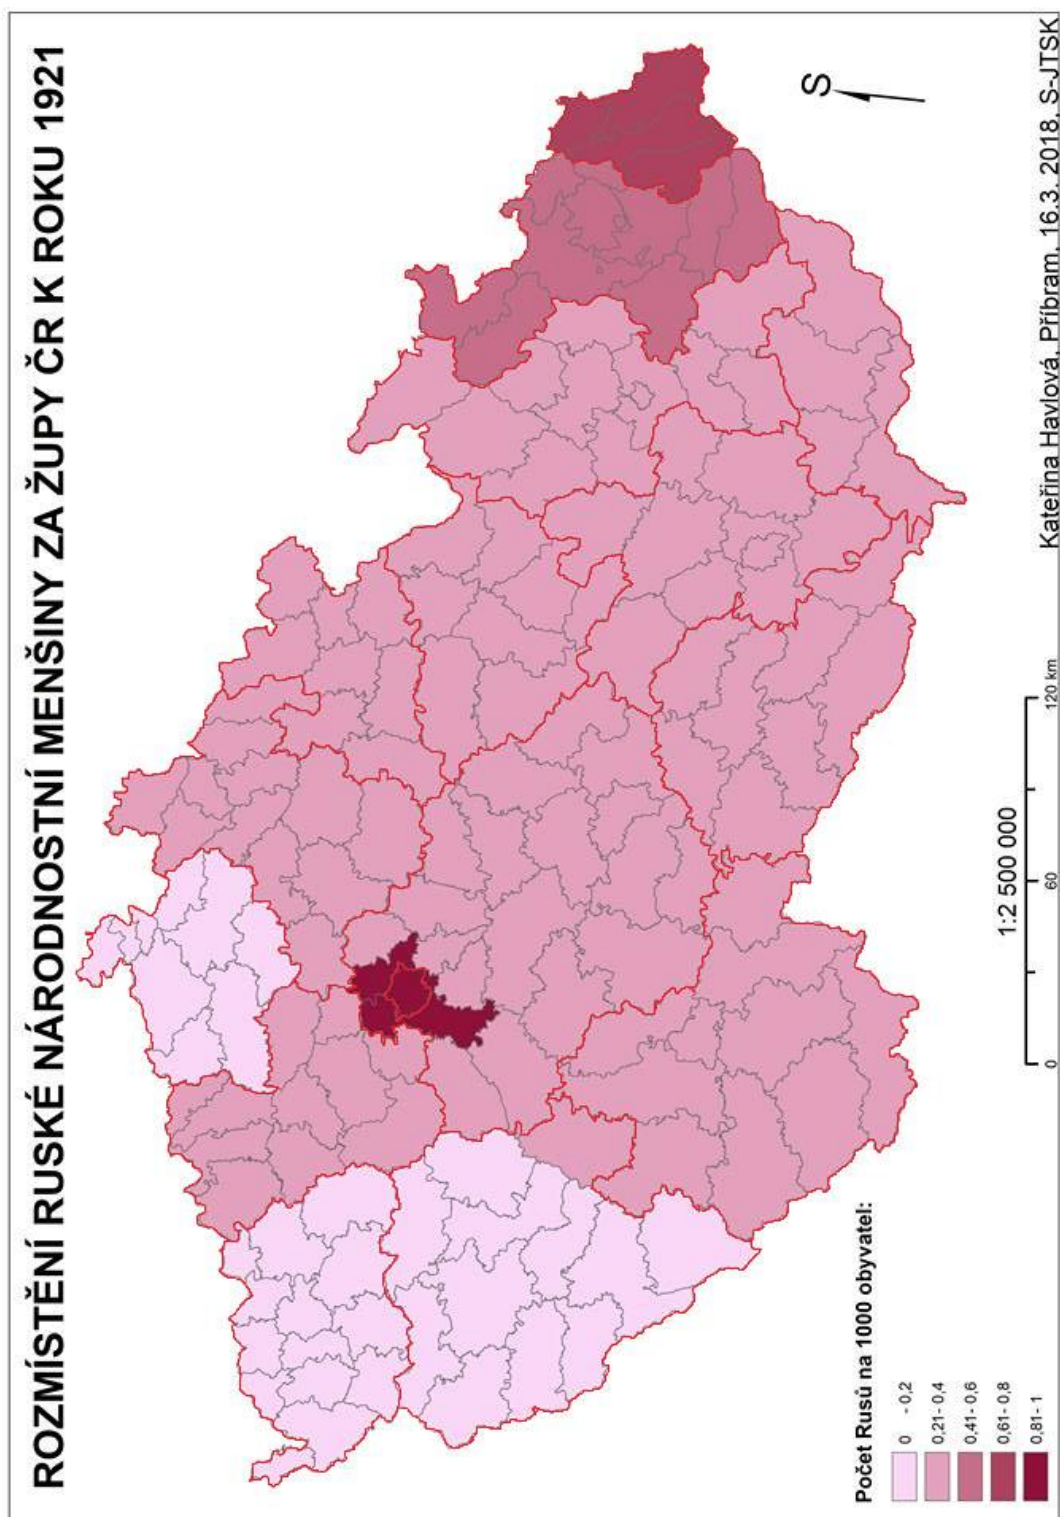 ROZMÍSTĚNÍ RUSKÉ NÁRODNOSTNÍ MENŠINY ZA ŽUPY ČR K ROKU 1921
S
Počet Rusů na 1000 obyvatel:
0 - 0,2
0,21- 0,4
0,41- 0,6
0,61- 0,8
0,81- 1
1:2 500 000
0 60 120 km
Kateřina Havlová, Příbram, 16.3. 2018, S-JTSK